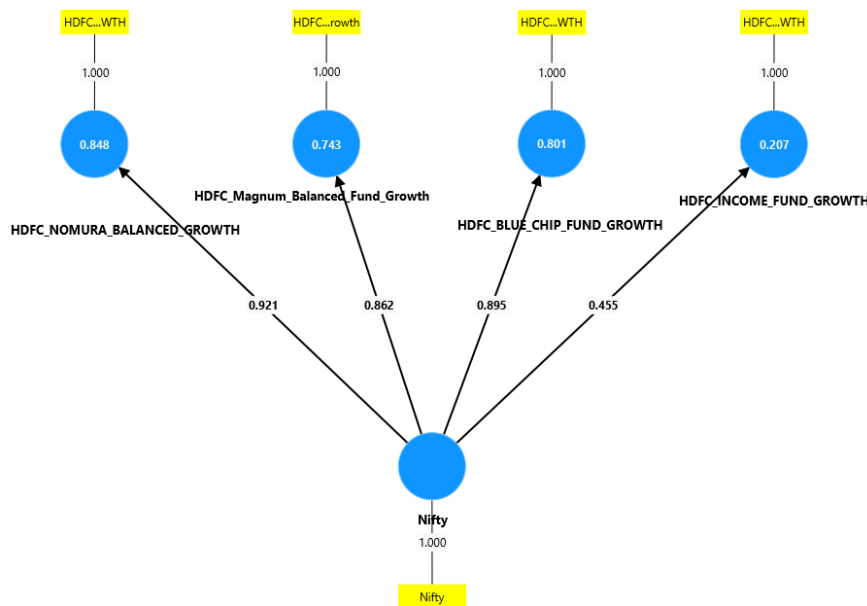 HDFC...WTH
HDFC...rowth
HDFC...WTH
HDFC...WTH
1.000
1.000
1.000
1.000
0.848
0.743
0.801
0.207
HDFC_Magnum_Balanced_Fund_Growth
HDFC_INCOME_FUND_GROWTH
HDFC_NOMURA_BALANCED_GROWTH
HDFC_BLUE_CHIP_FUND_GROWTH
0.921
0.862
0.895
0.455
Nifty
1.000
Nifty